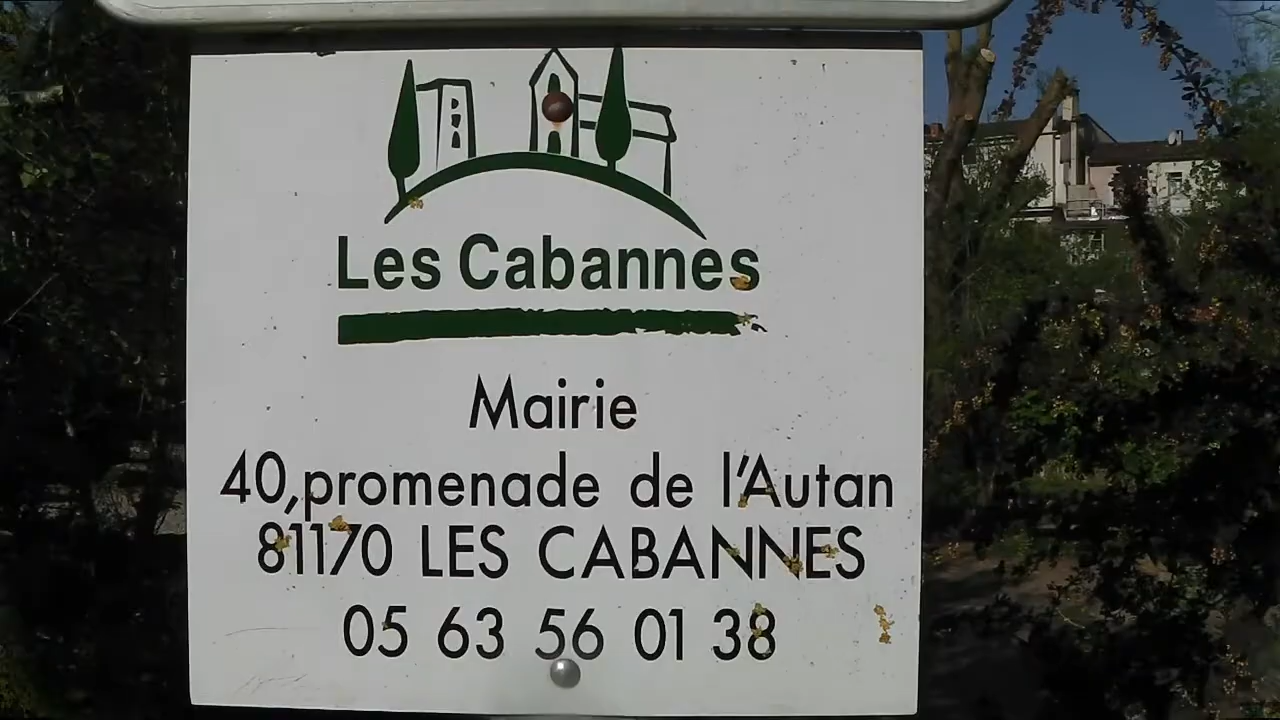 Les Cabannes
Mairie
40,promenade de l'Autan
81170 LES CABANNES
05 63 56 01 38